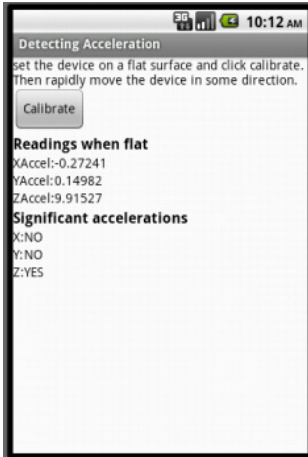 3G 10:12 AM
Detecting Acceleration
set the device on a flat surface and click calibrate.
Then rapidly move the device in some direction.
Calibrate
Readings when flat
XAccel:-0.27241
YAccel:0.14982
ZAccel:9.91527
Significant accelerations
X:NO
Y:NO
Z:YES